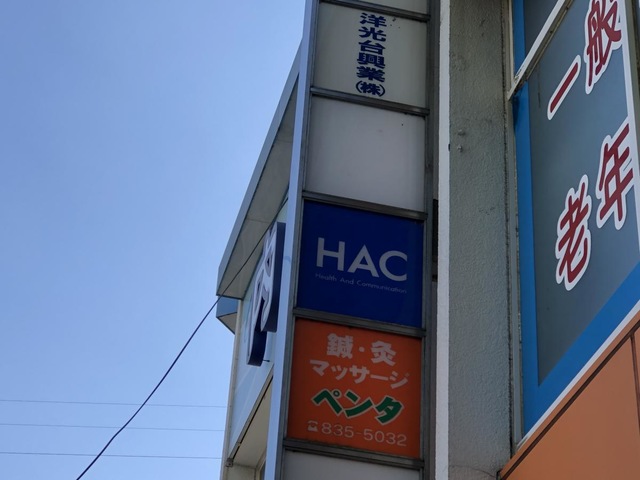 洋光台興業㈱
HAC
Health And Communication
鍼・灸
マッサージ
ペンタ
☎835-5032
一般
老年